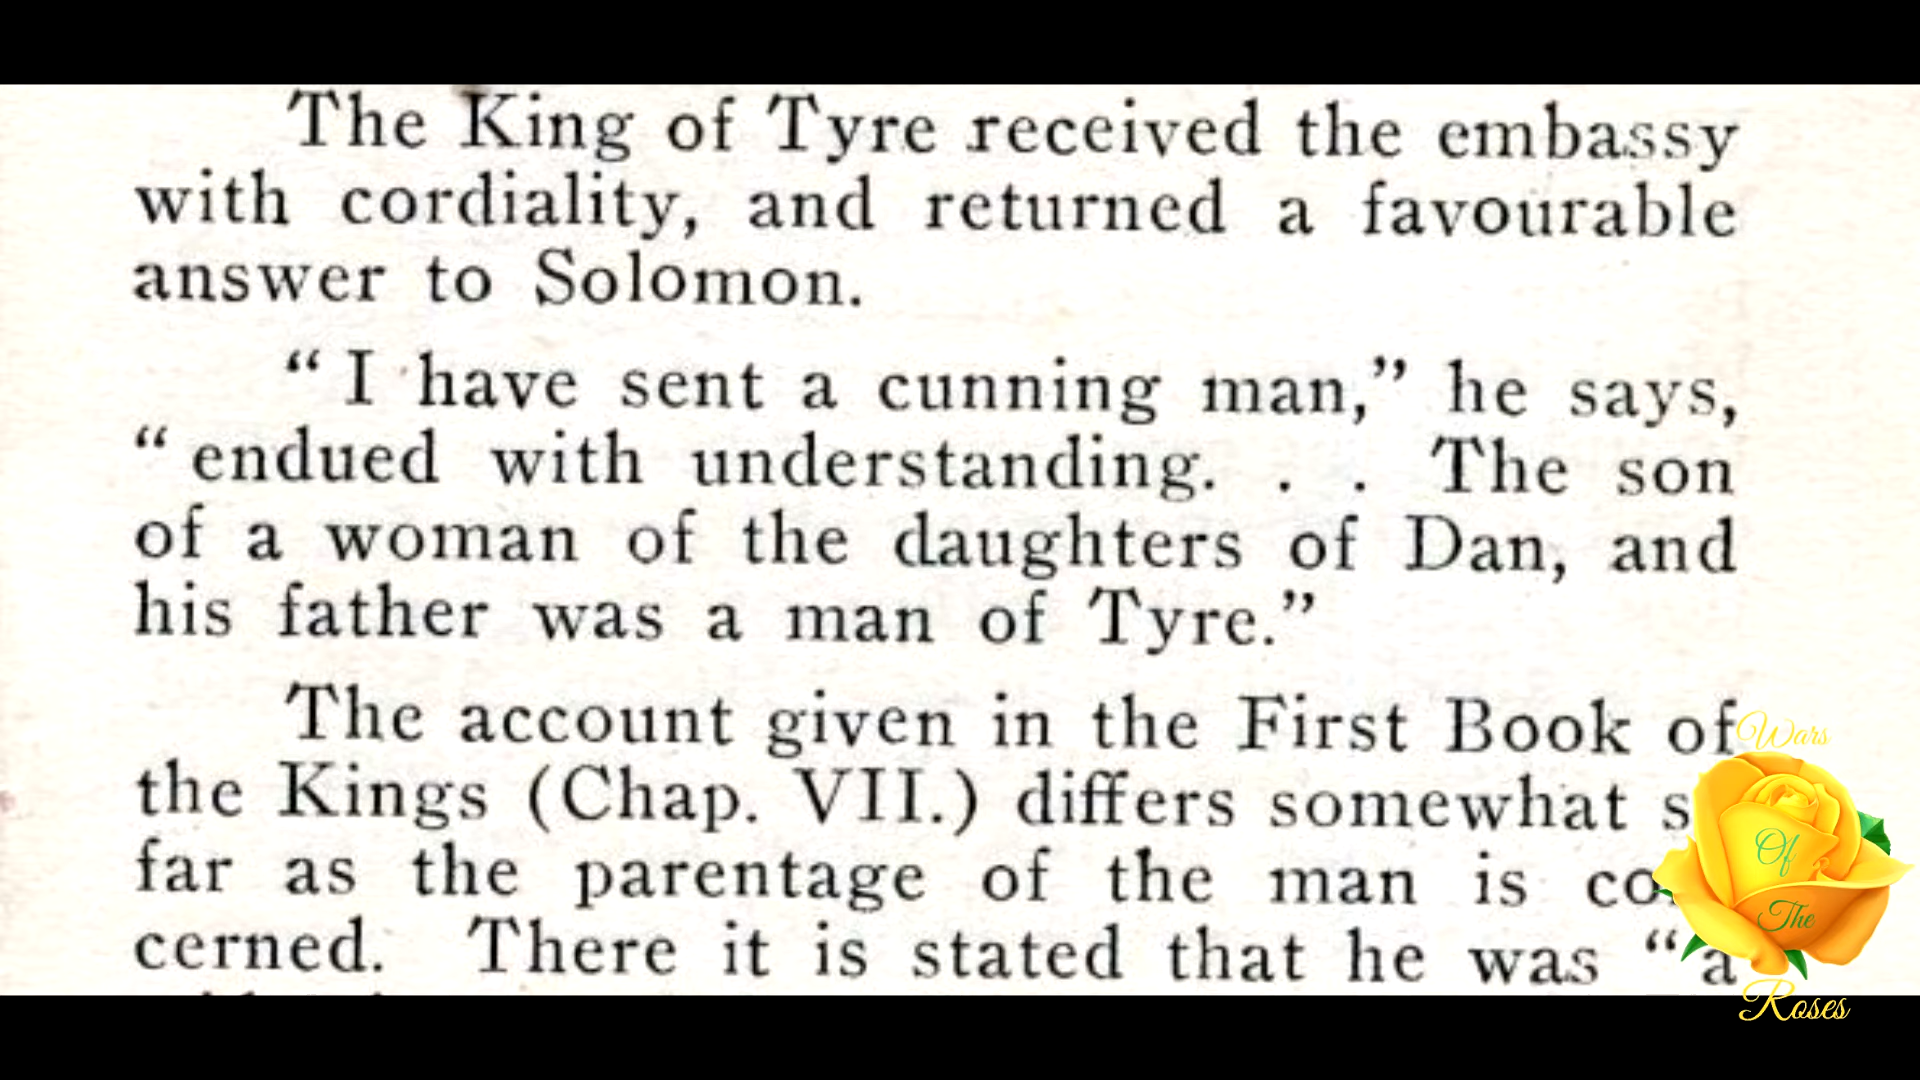 The King of Tyre received the embassy
with cordiality, and returned a favourable
answer to Solomon.
“ I have sent a cunning man,” he says,
“ endued with understanding. . . The son
of a woman of the daughters of Dan, and
his father was a man of Tyre.”
The account given in the First Book of
the Kings (Chap. VII.) differs somewhat
far as the parentage of the man is
cerned. There it is stated that he was “a
Wars
Of
The
Roses